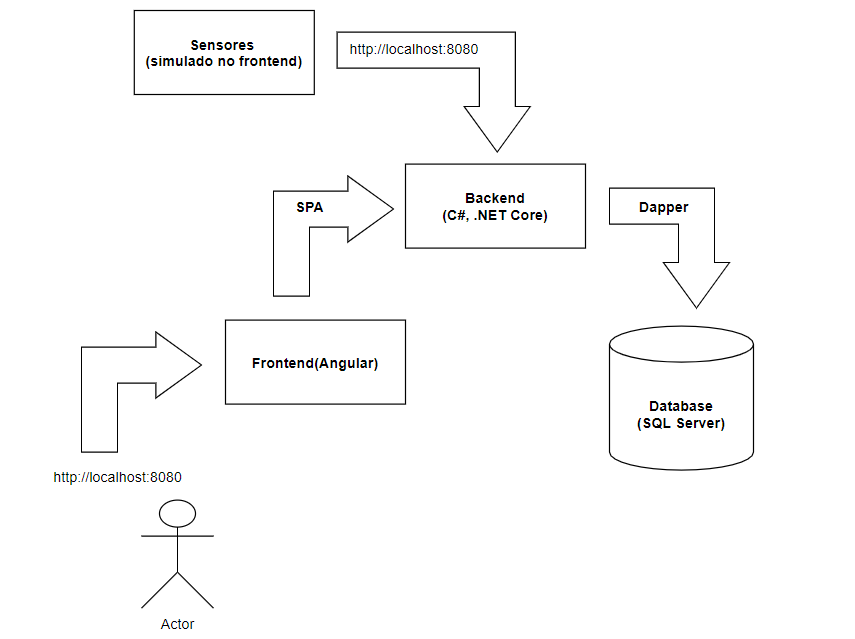 Sensores
(simulado no frontend)
http://localhost:8080
SPA
Backend
(C#, .NET Core)
Dapper
Frontend(Angular)
Database
(SQL Server)
http://localhost:8080
Actor